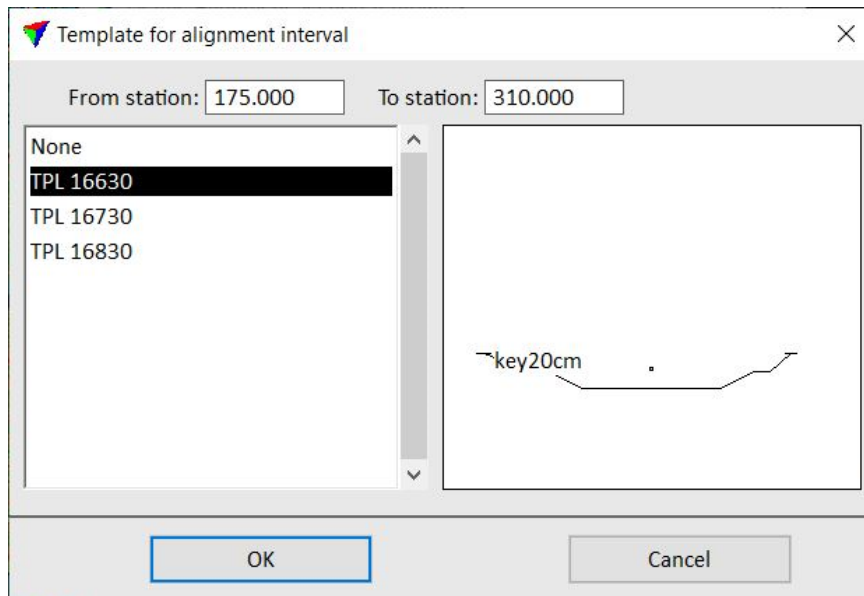 Template for alignment interval
From station: 175.000 To station: 310.000
None
TPL 16630
TPL 16730
TPL 16830
key20cm
OK Cancel